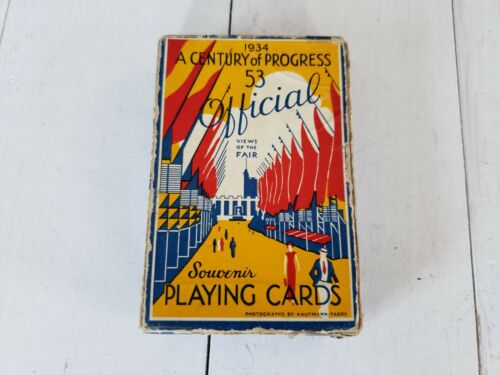 1934
A CENTURY of PROGRESS
53
Official
VIEWS
OF THE
FAIR
Souvenir
PLAYING CARDS
PHOTOGRAPHS BY KAUFMANN-FABRY